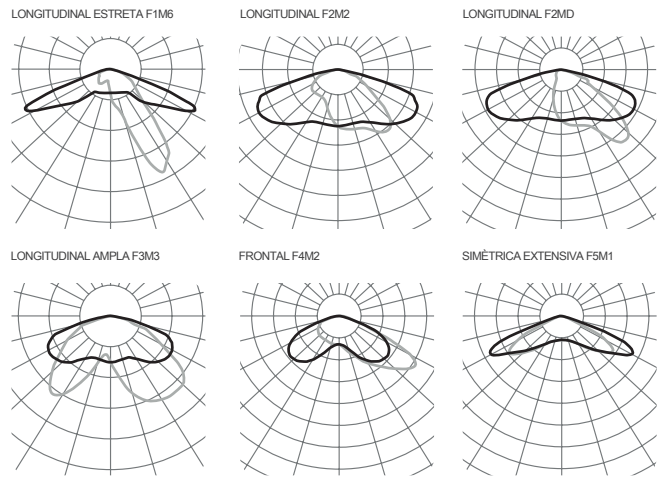 LONGITUDINAL ESTRETA F1M6
LONGITUDINAL F2M2
LONGITUDINAL F2MD
LONGITUDINAL AMPLA F3M3
FRONTAL F4M2
SIMÈTRICA EXTENSIVA F5M1